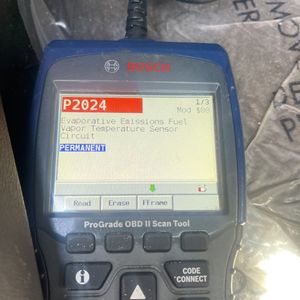 BOSCH
P2024
1/3
Mod $00
Evaporative Emissions Fuel
Vapor Temperature Sensor
Circuit
PERMANENT
Read Erase FFrame
ProGrade OBD II Scan Tool
CODE
CONNECT